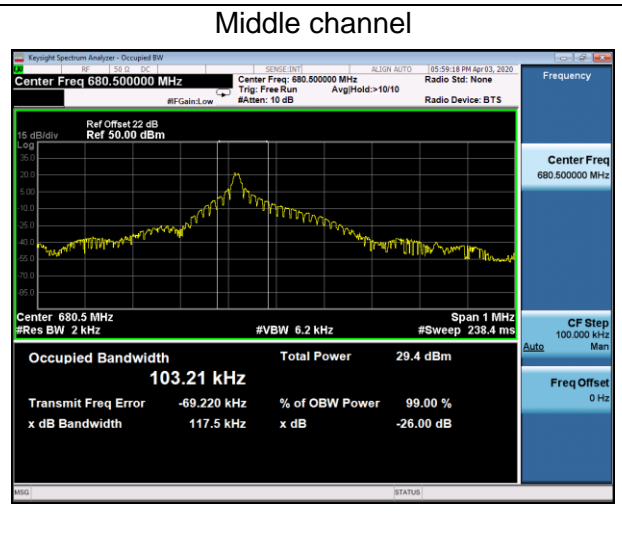 Middle channel
Keysight Spectrum Analyzer - Occupied BW
RF 50 Ω DC SENSE:INT ALIGN AUTO 05:59:18 PM Apr 03, 2020
Center Freq 680.500000 MHz
Center Freq: 680.500000 MHz
Radio Std: None
Trig: Free Run Avg|Hold:>10/10
#IFGain:Low #Atten: 10 dB Radio Device: BTS
Frequency
Ref Offset 22 dB
15 dB/div Ref 50.00 dBm
Log
35.0
20.0
5.00
-10.0
-25.0
-40.0
-55.0
-70.0
-85.0
Center Freq
680.500000 MHz
Center 680.5 MHz Span 1 MHz
#Res BW 2 kHz #VBW 6.2 kHz #Sweep 238.4 ms
CF Step
100.000 kHz
Auto Man
Occupied Bandwidth Total Power 29.4 dBm
103.21 kHz
Transmit Freq Error -69.220 kHz % of OBW Power 99.00 %
x dB Bandwidth 117.5 kHz x dB -26.00 dB
Freq Offset
0 Hz
MSG STATUS